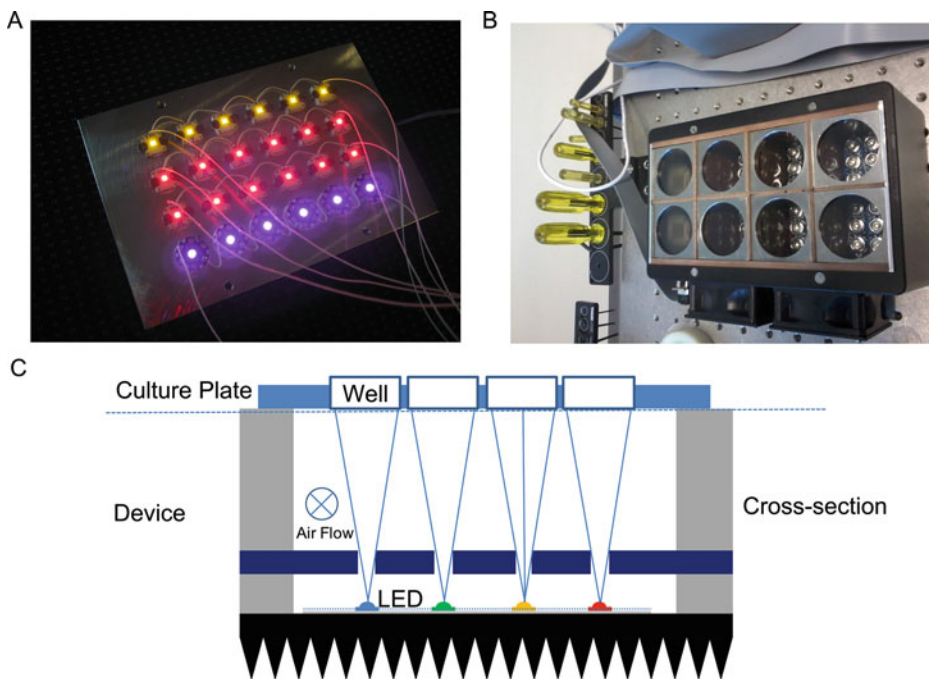 A
B
C
Culture Plate
Well
Device
Air Flow
Cross-section
LED